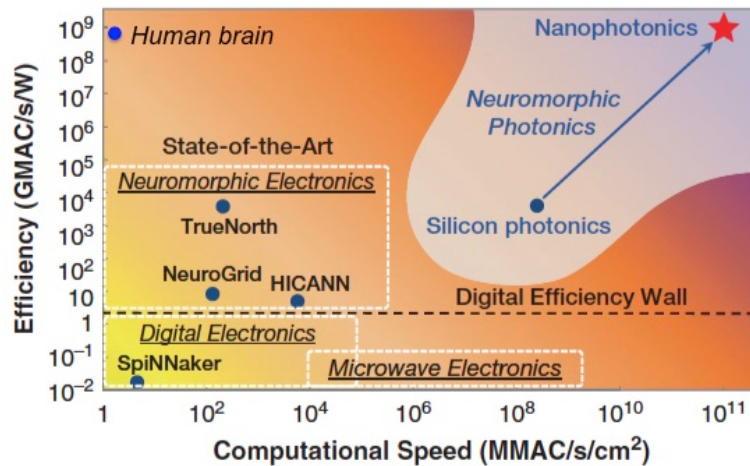 10⁹
10⁸
10⁷
10⁶
10⁵
10⁴
10³
10²
10
1
10⁻¹
10⁻²
Efficiency (GMAC/s/W)
Human brain
Nanophotonics
Neuromorphic
Photonics
State-of-the-Art
Neuromorphic Electronics
TrueNorth
Silicon photonics
NeuroGrid
HICANN
Digital Efficiency Wall
Digital Electronics
SpiNNaker
Microwave Electronics
1 10² 10⁴ 10⁶ 10⁸ 10¹⁰ 10¹¹
Computational Speed (MMAC/s/cm²)